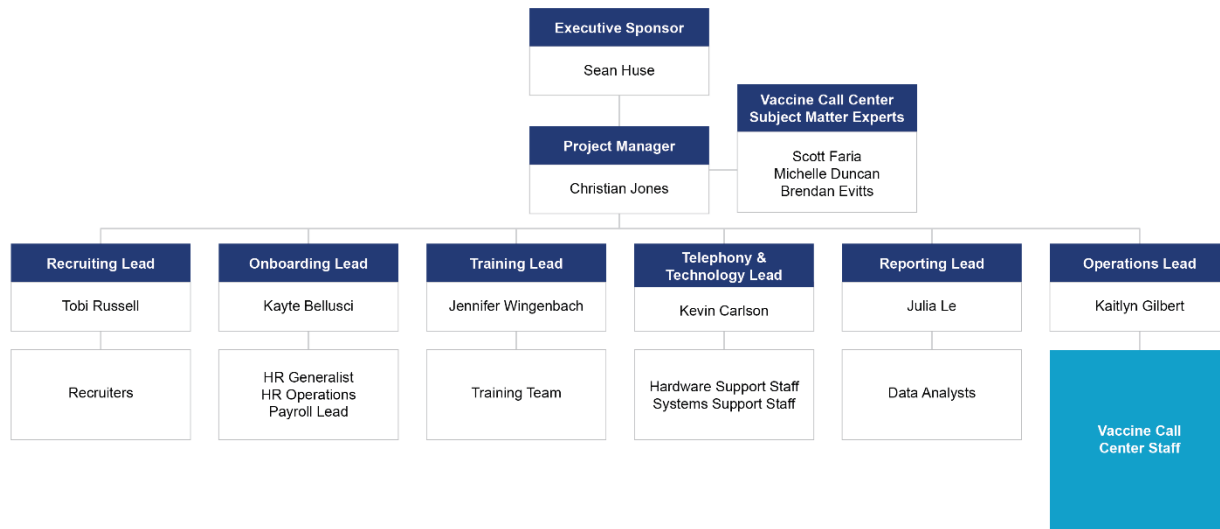 Executive Sponsor
Sean Huse
Vaccine Call Center
Subject Matter Experts
Scott Faria
Michelle Duncan
Brendan Evitts
Project Manager
Christian Jones
Recruiting Lead
Tobi Russell
Recruiters
Onboarding Lead
Kayte Bellusci
HR Generalist
HR Operations
Payroll Lead
Training Lead
Jennifer Wingenbach
Training Team
Telephony &
Technology Lead
Kevin Carlson
Hardware Support Staff
Systems Support Staff
Reporting Lead
Julia Le
Data Analysts
Operations Lead
Kaitlyn Gilbert
Vaccine Call
Center Staff